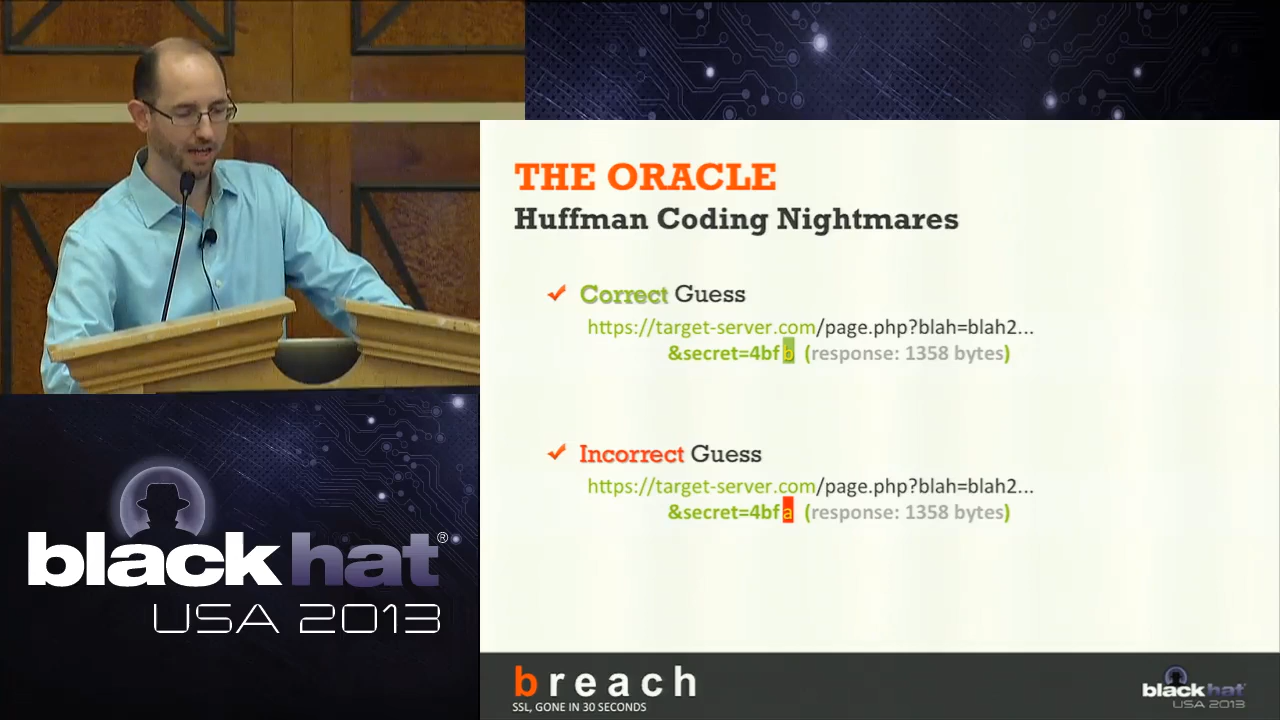 THE ORACLE
Huffman Coding Nightmares
Correct Guess
https://target-server.com/page.php?blah=blah2...
&secret=4bfb (response: 1358 bytes)
Incorrect Guess
https://target-server.com/page.php?blah=blah2...
&secret=4bfa (response: 1358 bytes)
black hat®
USA 2013
breach
SSL, GONE IN 30 SECONDS
black hat
USA 2013